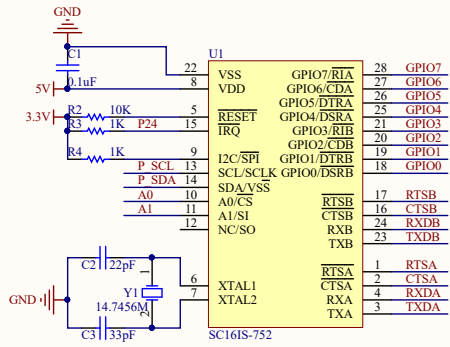 GND
C1
0.1uF
5V
3.3V
R2 10K
R3 1K P24
R4 1K
P_SCL
P_SDA
A0
A1
GND
C2 22pF
Y1
14.7456M
1
2
C3 33pF
U1
22 VSS
8 VDD
5 RESET
15 IRQ
9 I2C/SPI
13 SCL/SCLK
14 SDA/VSS
10 A0/CS
11 A1/SI
12 NC/SO
6 XTAL1
7 XTAL2
GPIO7/RIA 28 GPIO7
GPIO6/CDA 27 GPIO6
GPIO5/DTRA 26 GPIO5
GPIO4/DSRA 25 GPIO4
GPIO3/RIB 21 GPIO3
GPIO2/CDB 20 GPIO2
GPIO1/DTRB 19 GPIO1
GPIO0/DSRB 18 GPIO0
RTSB 17 RTSB
CTSB 16 CTSB
RXB 24 RXDB
TXB 23 TXDB
RTSA 1 RTSA
CTSA 2 CTSA
RXA 4 RXDA
TXA 3 TXDA
SC16IS-752